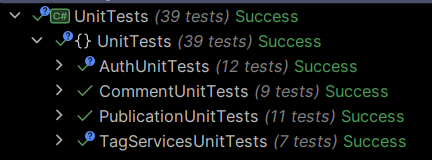 C# UnitTests (39 tests) Success
{} UnitTests (39 tests) Success
AuthUnitTests (12 tests) Success
CommentUnitTests (9 tests) Success
PublicationUnitTests (11 tests) Success
TagServicesUnitTests (7 tests) Success